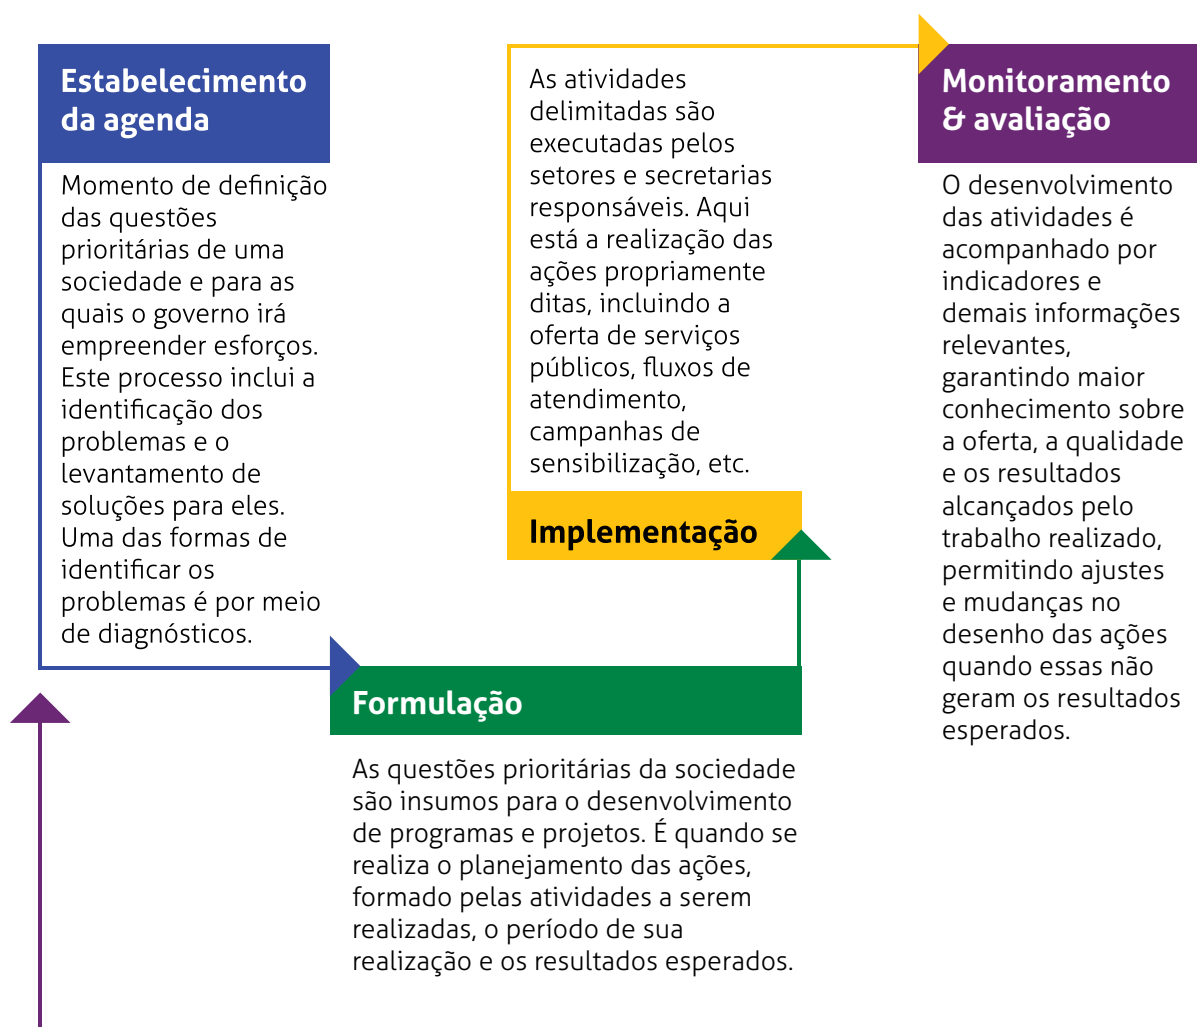 Estabelecimento
da agenda
Momento de definição
das questões
prioritárias de uma
sociedade e para as
quais o governo irá
empreender esforços.
Este processo inclui a
identificação dos
problemas e o
levantamento de
soluções para eles.
Uma das formas de
identificar os
problemas é por meio
de diagnósticos.
Formulação
As questões prioritárias da sociedade
são insumos para o desenvolvimento
de programas e projetos. É quando se
realiza o planejamento das ações,
formado pelas atividades a serem
realizadas, o período de sua
realização e os resultados esperados.
As atividades
delimitadas são
executadas pelos
setores e secretarias
responsáveis. Aqui
está a realização das
ações propriamente
ditas, incluindo a
oferta de serviços
públicos, fluxos de
atendimento,
campanhas de
sensibilização, etc.
Implementação
Monitoramento
& avaliação
O desenvolvimento
das atividades é
acompanhado por
indicadores e
demais informações
relevantes,
garantindo maior
conhecimento sobre
a oferta, a qualidade
e os resultados
alcançados pelo
trabalho realizado,
permitindo ajustes
e mudanças no
desenho das ações
quando essas não
geram os resultados
esperados.